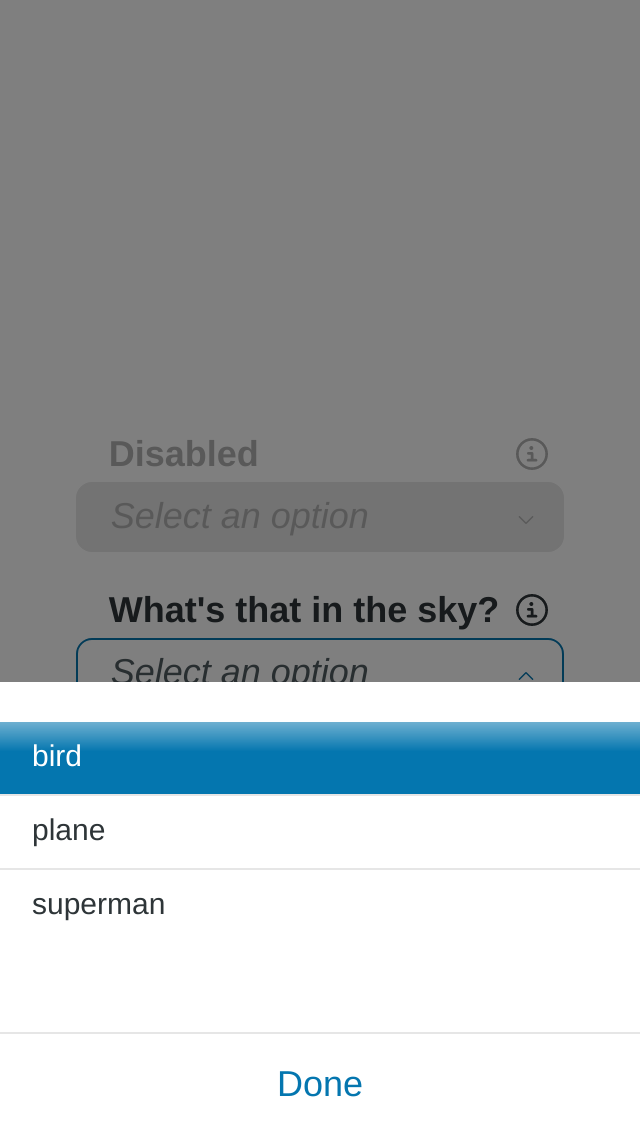 Disabled
Select an option
What's that in the sky?
Select an option
bird
plane
superman
Done